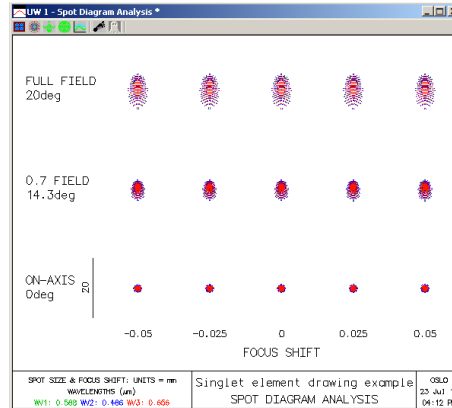 UW 1 - Spot Diagram Analysis *
FULL FIELD
20deg
0.7 FIELD
14.3deg
ON-AXIS
0deg
20
-0.05 -0.025 0 0.025 0.05
FOCUS SHIFT
SPOT SIZE & FOCUS SHIFT: UNITS = mm
WAVELENGTHS (µm)
WV1: 0.588 WV2: 0.486 WV3: 0.656
Singlet element drawing example
SPOT DIAGRAM ANALYSIS
OSLO
23 Jul
04:12 P